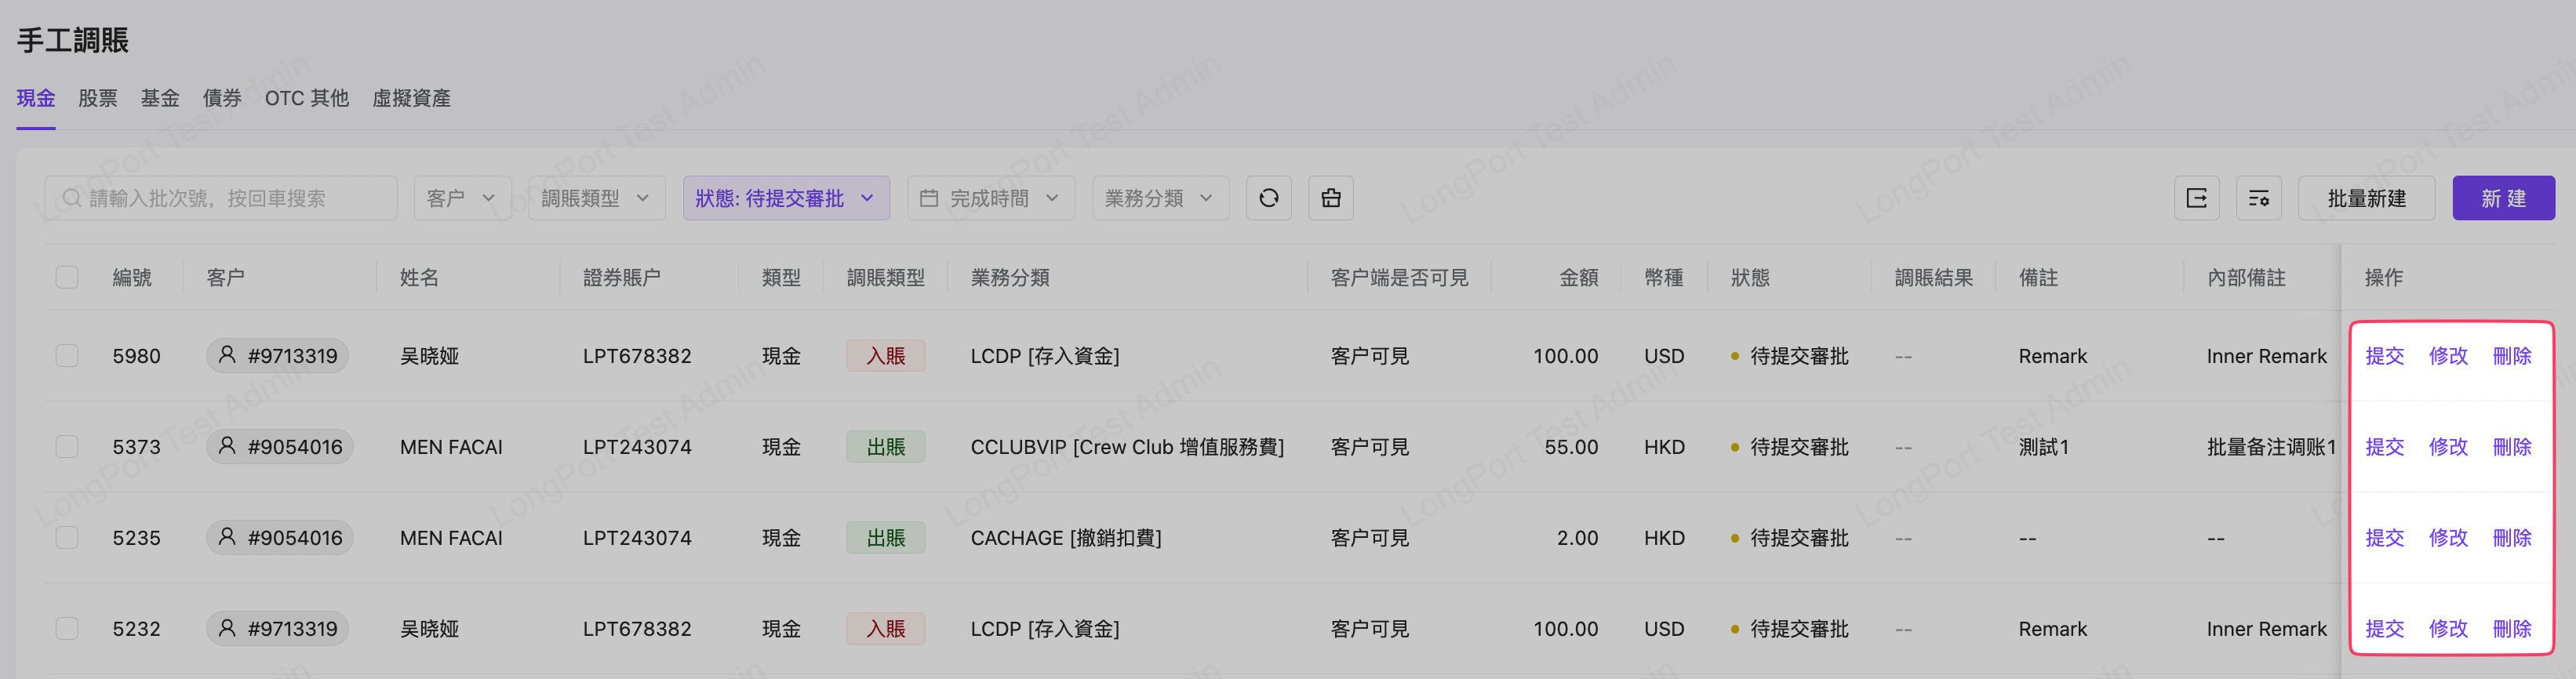 手工調賬
現金 股票 基金 債券 OTC 其他 虛擬資產
請輸入批次號，按回車搜索 客户 調賬類型 狀態: 待提交審批 完成時間 業務分類 批量新建 新 建
編號 客户 姓名 證券賬户 類型 調賬類型 業務分類 客户端是否可見 金額 幣種 狀態 調賬結果 備註 內部備註 操作
5980 #9713319 吴晓娅 LPT678382 現金 入賬 LCDP [存入資金] 客户可見 100.00 USD 待提交審批 -- Remark Inner Remark 提交 修改 刪除
5373 #9054016 MEN FACAI LPT243074 現金 出賬 CCLUBVIP [Crew Club 增值服務費] 客户可見 55.00 HKD 待提交審批 -- 測試1 批量备注调账1 提交 修改 刪除
5235 #9054016 MEN FACAI LPT243074 現金 出賬 CACHAGE [撤銷扣費] 客户可見 2.00 HKD 待提交審批 -- -- -- 提交 修改 刪除
5232 #9713319 吴晓娅 LPT678382 現金 入賬 LCDP [存入資金] 客户可見 100.00 USD 待提交審批 -- Remark Inner Remark 提交 修改 刪除
LongPort Test Admin